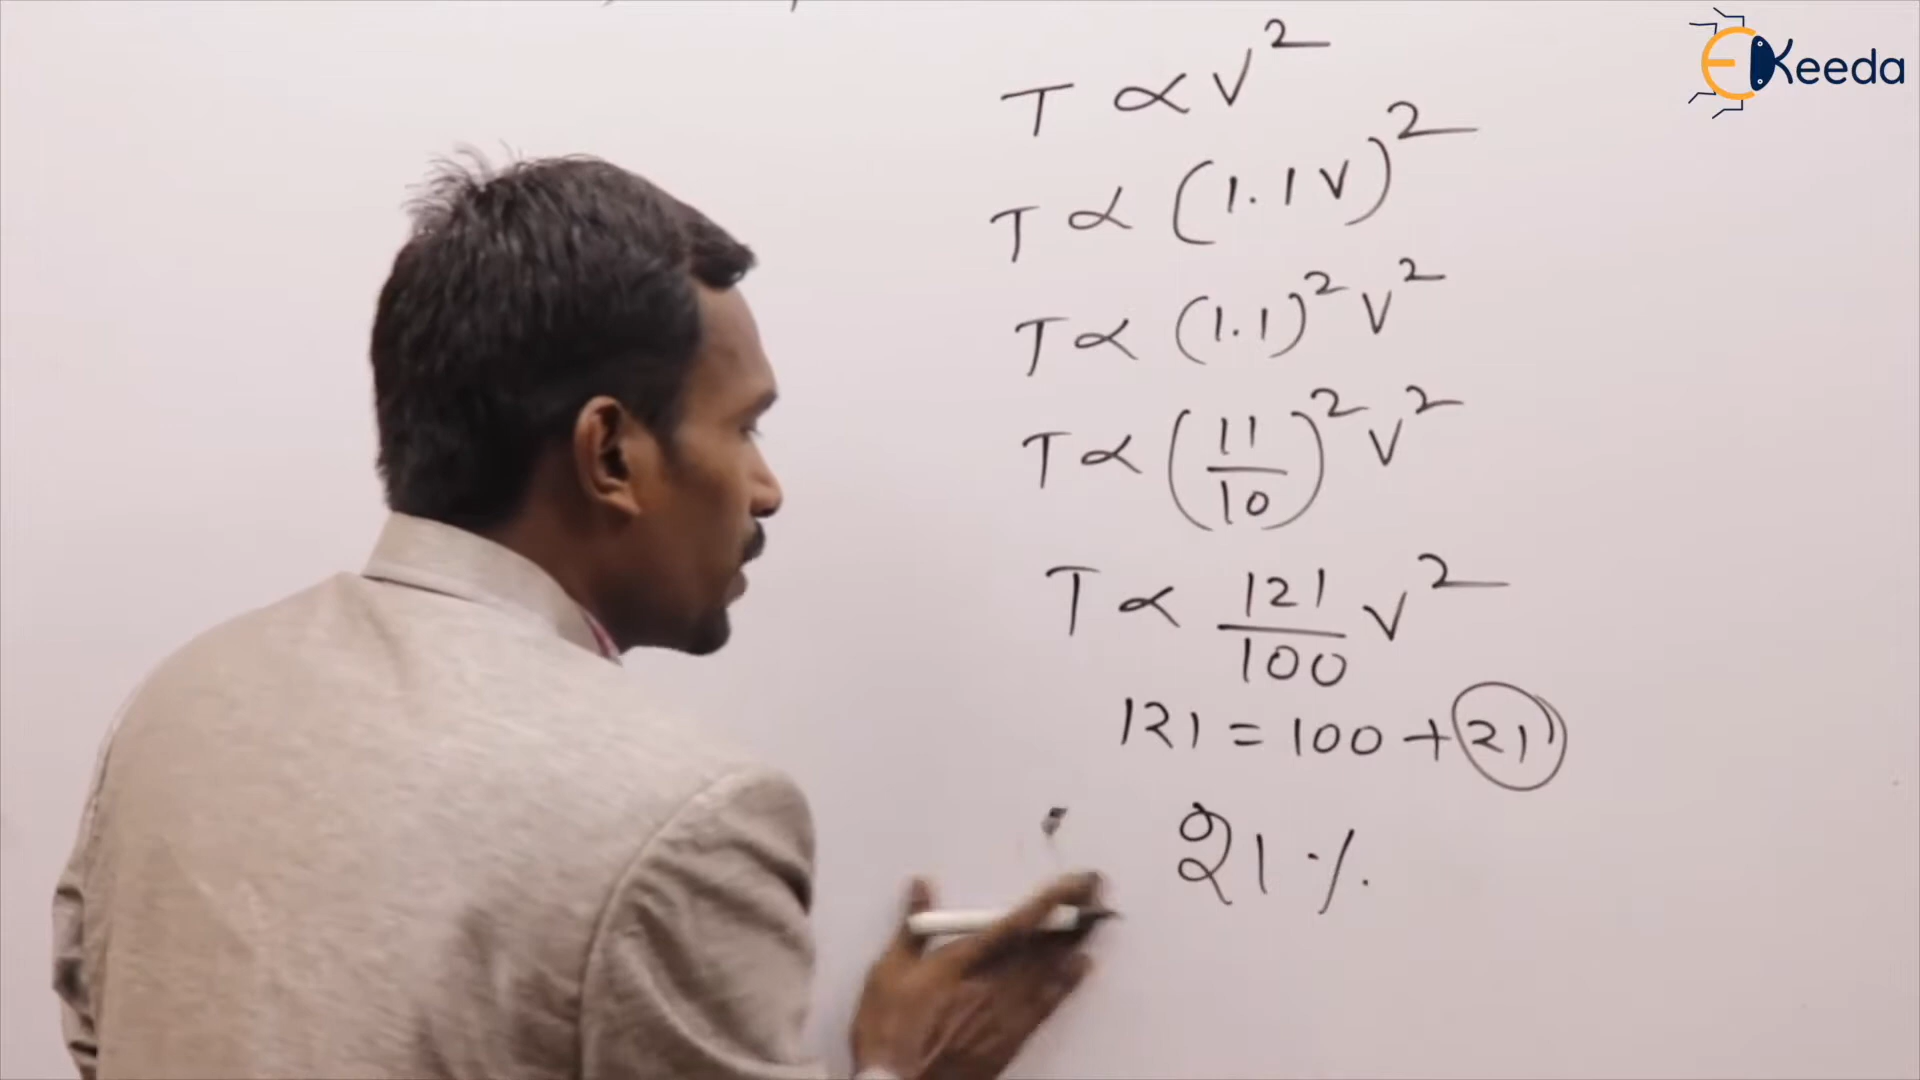 T ∝ V²
T ∝ (1.1V)²
T ∝ (1.1)² V²
T ∝ (11/10)² V²
T ∝ 121/100 V²
121 = 100 + 21
21 %
EKeeda